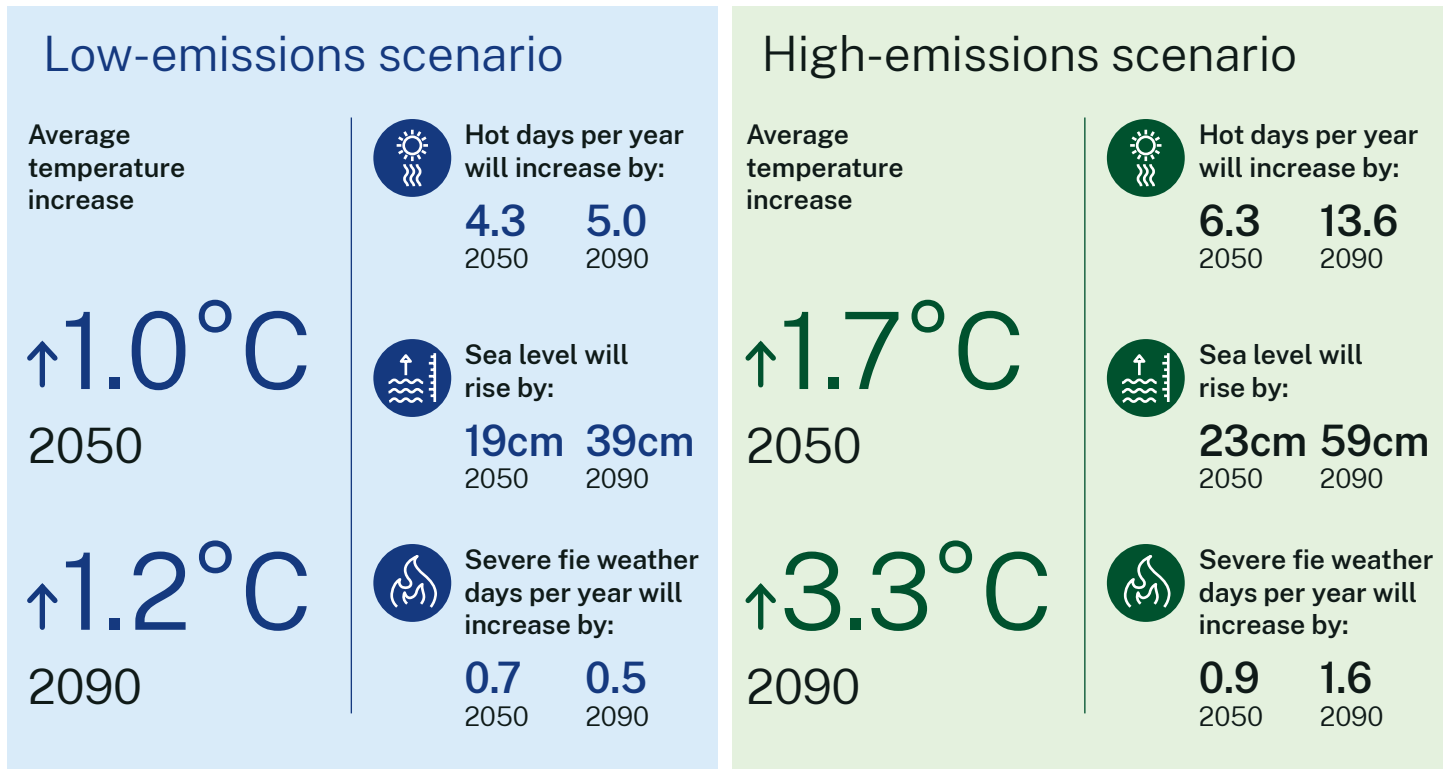 Low-emissions scenario
Average
temperature
increase
↑1.0°C
2050
↑1.2°C
2090
Hot days per year
will increase by:
4.3 5.0
2050 2090
Sea level will
rise by:
19cm 39cm
2050 2090
Severe fie weather
days per year will
increase by:
0.7 0.5
2050 2090
High-emissions scenario
Average
temperature
increase
↑1.7°C
2050
↑3.3°C
2090
Hot days per year
will increase by:
6.3 13.6
2050 2090
Sea level will
rise by:
23cm 59cm
2050 2090
Severe fie weather
days per year will
increase by:
0.9 1.6
2050 2090